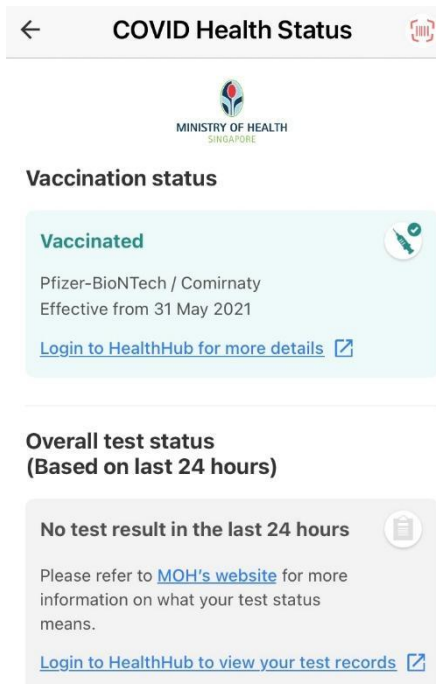 COVID Health Status
MINISTRY OF HEALTH
SINGAPORE
Vaccination status
Vaccinated
Pfizer-BioNTech / Comirnaty
Effective from 31 May 2021
Login to HealthHub for more details
Overall test status
(Based on last 24 hours)
No test result in the last 24 hours
Please refer to MOH's website for more
information on what your test status
means.
Login to HealthHub to view your test records